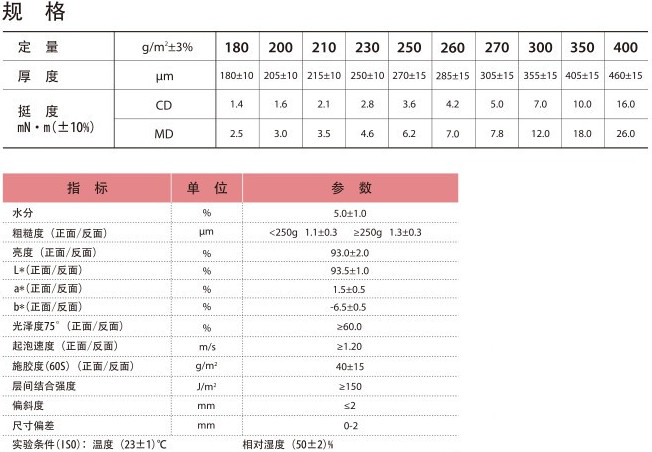 规 格
定 量 g/m²±3% 180 200 210 230 250 260 270 300 350 400
厚 度 μm 180±10 205±10 215±10 250±10 270±15 285±15 305±15 355±15 405±15 460±15
挺 度 mN·m(±10%) CD 1.4 1.6 2.1 2.8 3.6 4.2 5.0 7.0 10.0 16.0
MD 2.5 3.0 3.5 4.6 6.2 7.0 7.8 12.0 18.0 26.0
指 标 单 位 参 数
水分 % 5.0±1.0
粗糙度 (正面/反面) μm <250g 1.1±0.3 ≥250g 1.3±0.3
亮度 (正面/反面) % 93.0±2.0
L*(正面/反面) % 93.5±1.0
a*(正面/反面) % 1.5±0.5
b*(正面/反面) % -6.5±0.5
光泽度75° (正面/反面) % ≥60.0
起泡速度 (正面/反面) m/s ≥1.20
施胶度(60S) (正面/反面) g/m² 40±15
层间结合强度 J/m² ≥150
偏斜度 mm ≤2
尺寸偏差 mm 0-2
实验条件(ISO): 温度 (23±1)℃ 相对湿度 (50±2)%